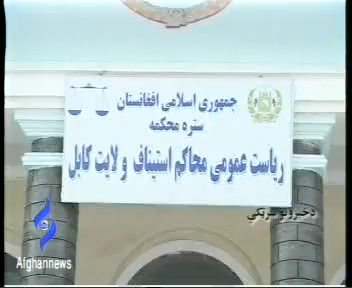 جمهوری اسلامی افغانستان
ستره محکمه
ریاست عمومی محاکم استیناف ولایت کابل
Afghannews